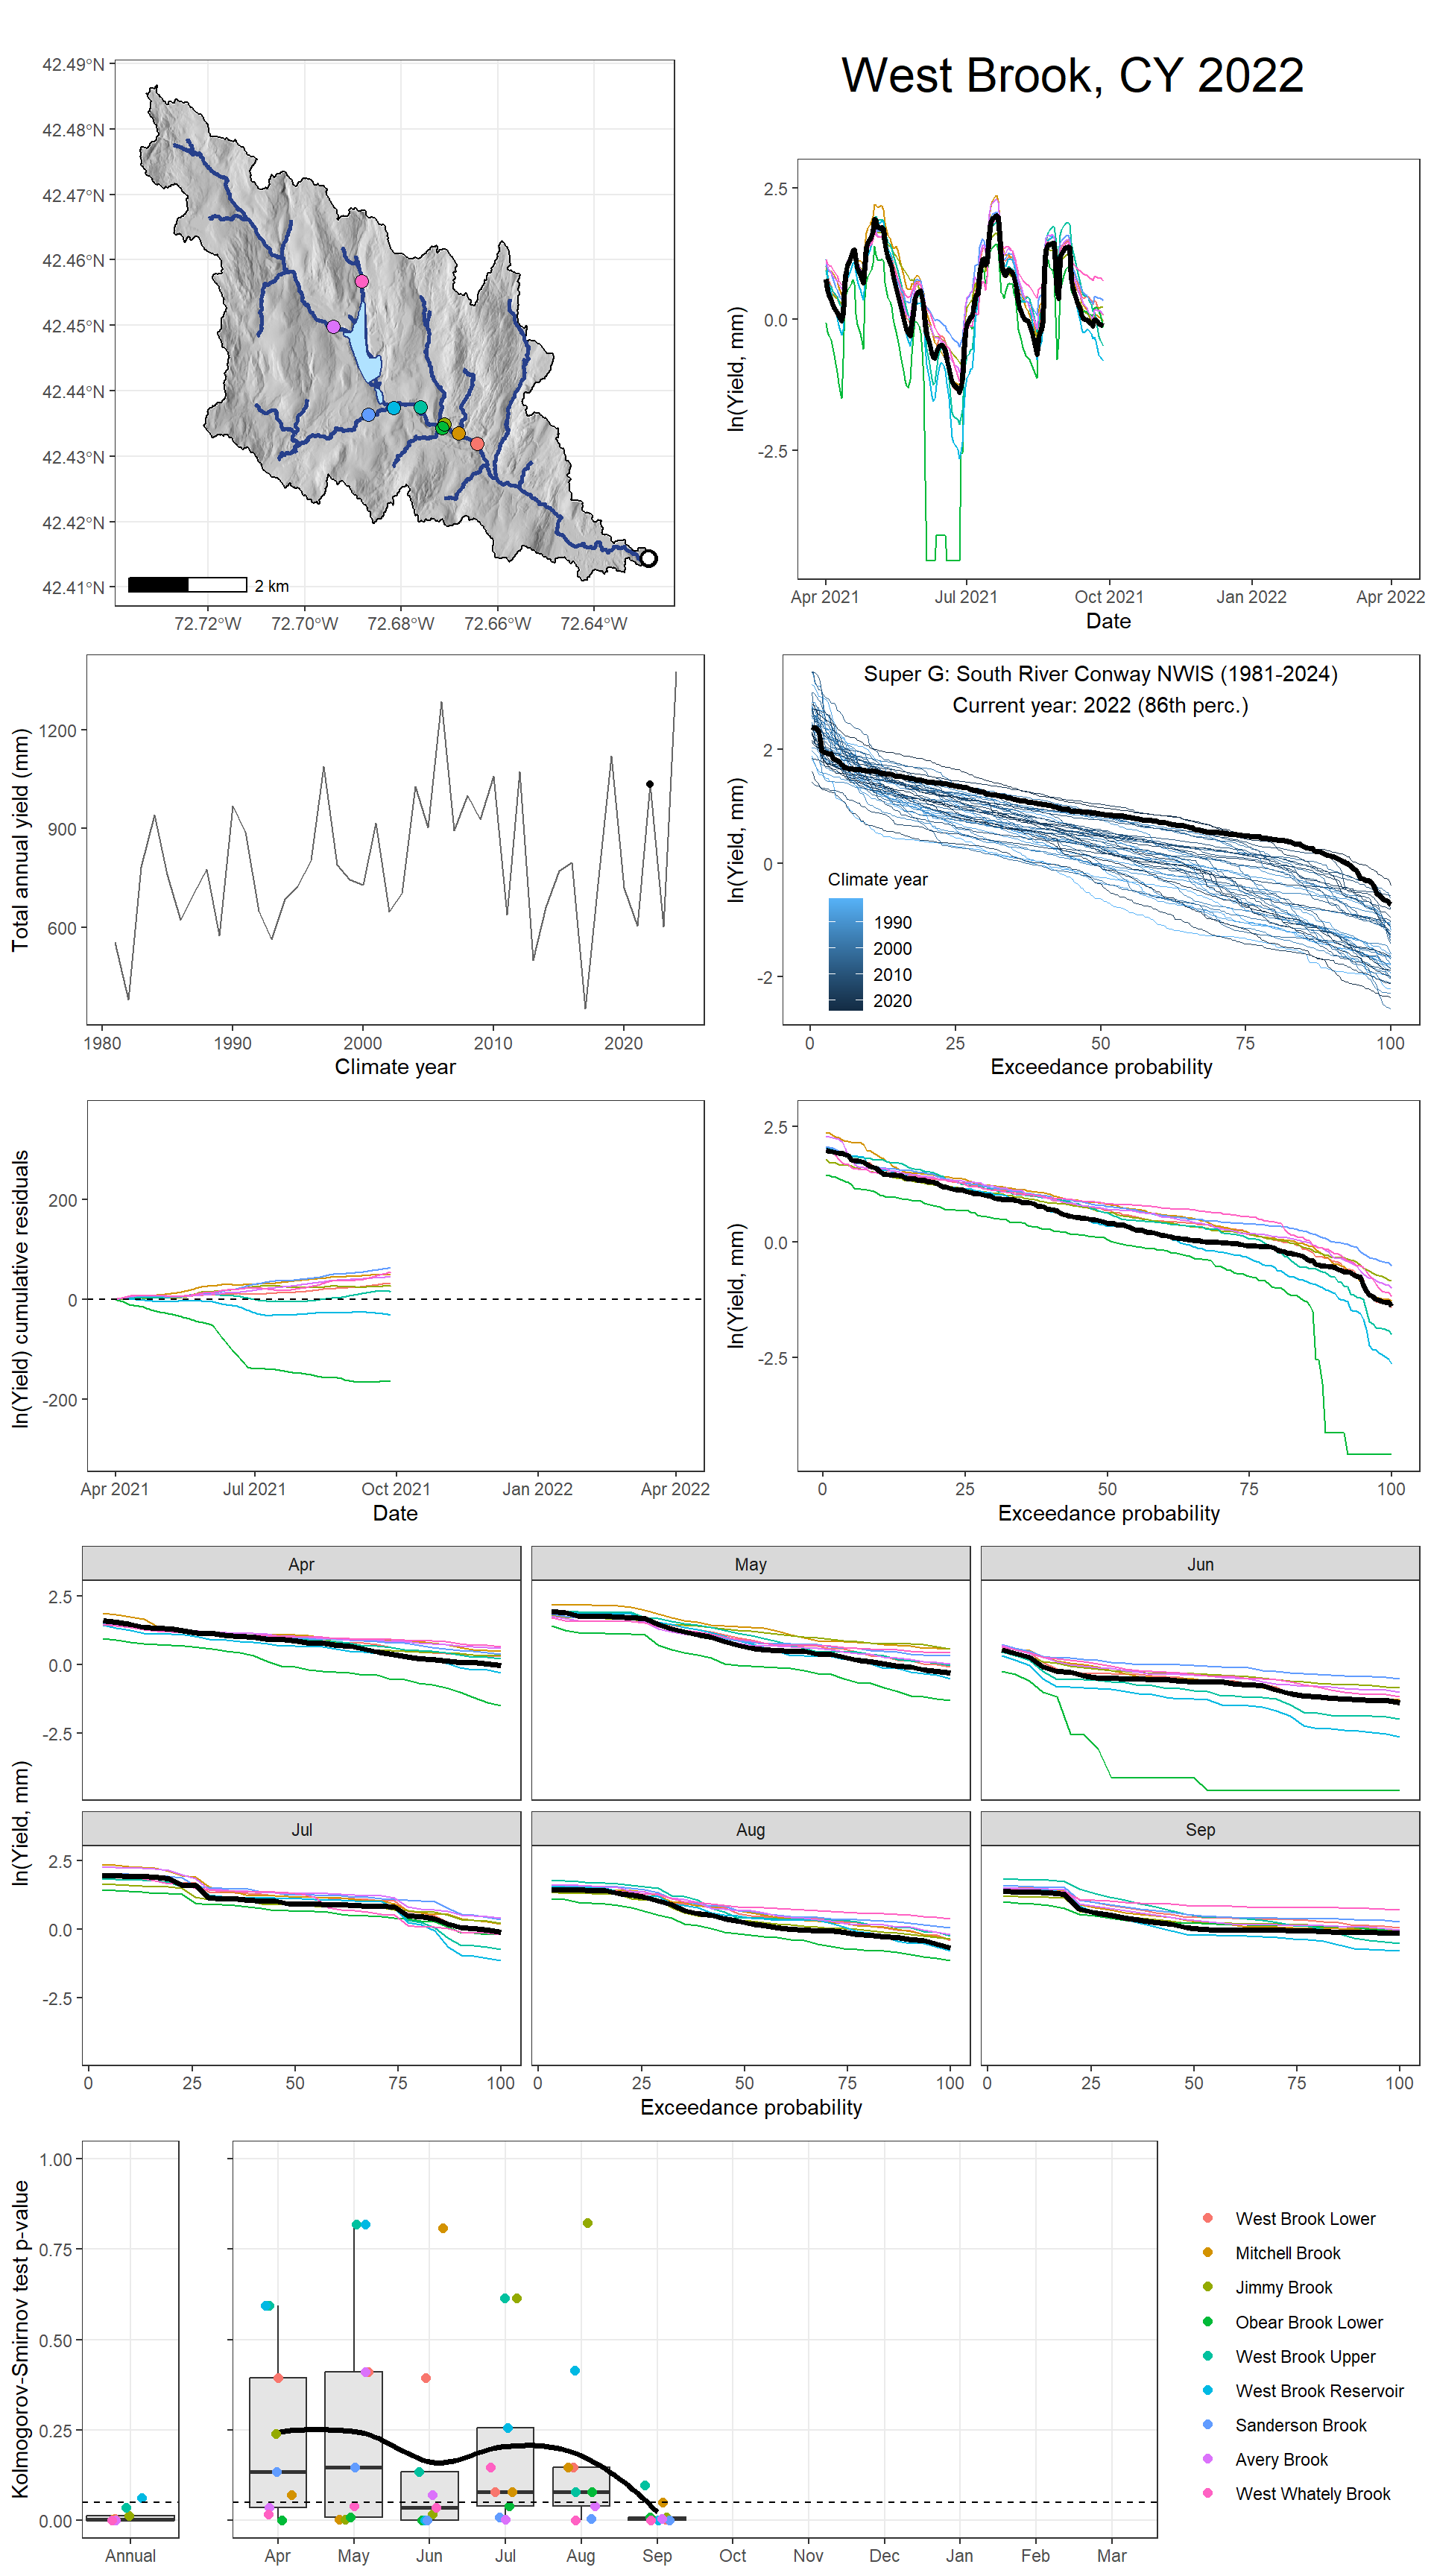 West Brook, CY 2022
42.49°N
42.48°N
42.47°N
42.46°N
42.45°N
42.44°N
42.43°N
42.42°N
42.41°N
2 km
72.72°W 72.70°W 72.68°W 72.66°W 72.64°W
ln(Yield, mm)
2.5
0.0
-2.5
Apr 2021 Jul 2021 Oct 2021 Jan 2022 Apr 2022
Date
Total annual yield (mm)
1200
900
600
1980 1990 2000 2010 2020
Climate year
Super G: South River Conway NWIS (1981-2024)
Current year: 2022 (86th perc.)
ln(Yield, mm)
2
0
-2
Climate year
1990
2000
2010
2020
0 25 50 75 100
Exceedance probability
ln(Yield) cumulative residuals
200
0
-200
Apr 2021 Jul 2021 Oct 2021 Jan 2022 Apr 2022
Date
ln(Yield, mm)
2.5
0.0
-2.5
0 25 50 75 100
Exceedance probability
ln(Yield, mm)
Apr May Jun
2.5
0.0
-2.5
Jul Aug Sep
2.5
0.0
-2.5
0 25 50 75 100 0 25 50 75 100 0 25 50 75 100
Exceedance probability
Kolmogorov-Smirnov test p-value
1.00
0.75
0.50
0.25
0.00
Annual Apr May Jun Jul Aug Sep Oct Nov Dec Jan Feb Mar
West Brook Lower
Mitchell Brook
Jimmy Brook
Obear Brook Lower
West Brook Upper
West Brook Reservoir
Sanderson Brook
Avery Brook
West Whately Brook